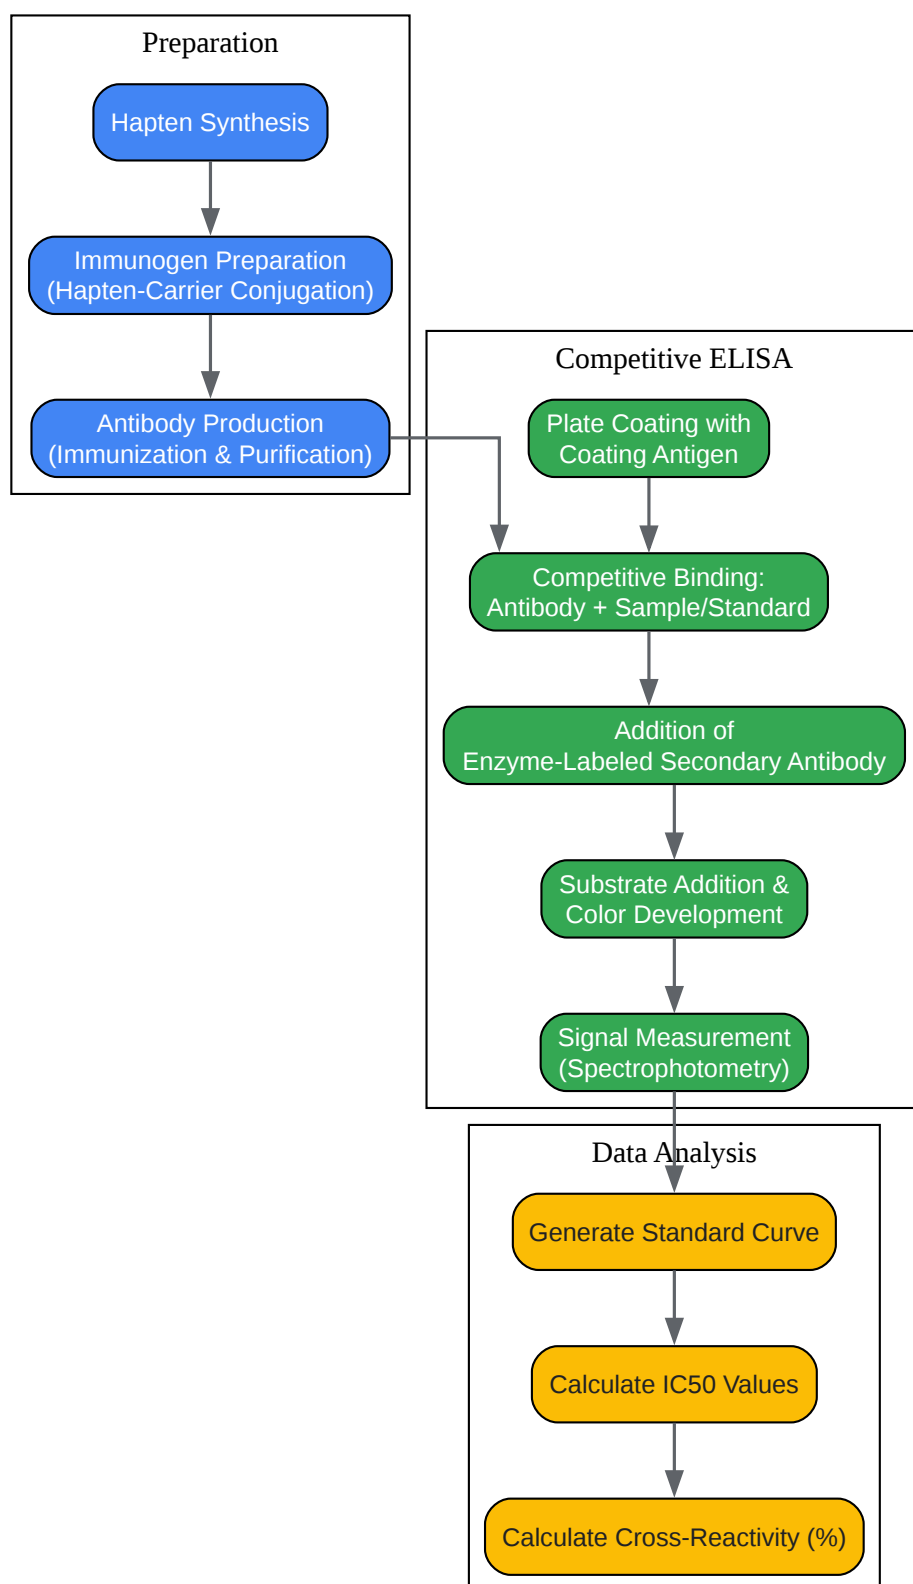 Preparation
Hapten Synthesis
Immunogen Preparation
(Hapten-Carrier Conjugation)
Antibody Production
(Immunization & Purification)
Competitive ELISA
Plate Coating with
Coating Antigen
Competitive Binding:
Antibody + Sample/Standard
Addition of
Enzyme-Labeled Secondary Antibody
Substrate Addition &
Color Development
Signal Measurement
(Spectrophotometry)
Data Analysis
Generate Standard Curve
Calculate IC50 Values
Calculate Cross-Reactivity (%)